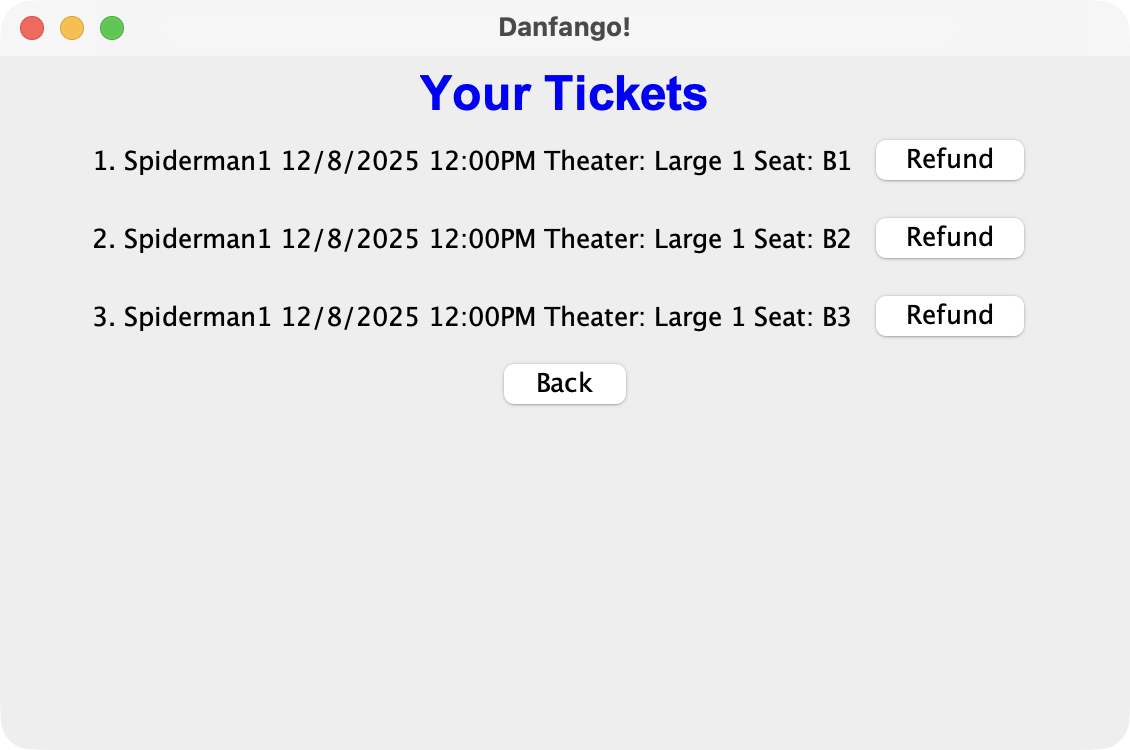 Danfango!
Your Tickets
1. Spiderman1 12/8/2025 12:00PM Theater: Large 1 Seat: B1 Refund
2. Spiderman1 12/8/2025 12:00PM Theater: Large 1 Seat: B2 Refund
3. Spiderman1 12/8/2025 12:00PM Theater: Large 1 Seat: B3 Refund
Back